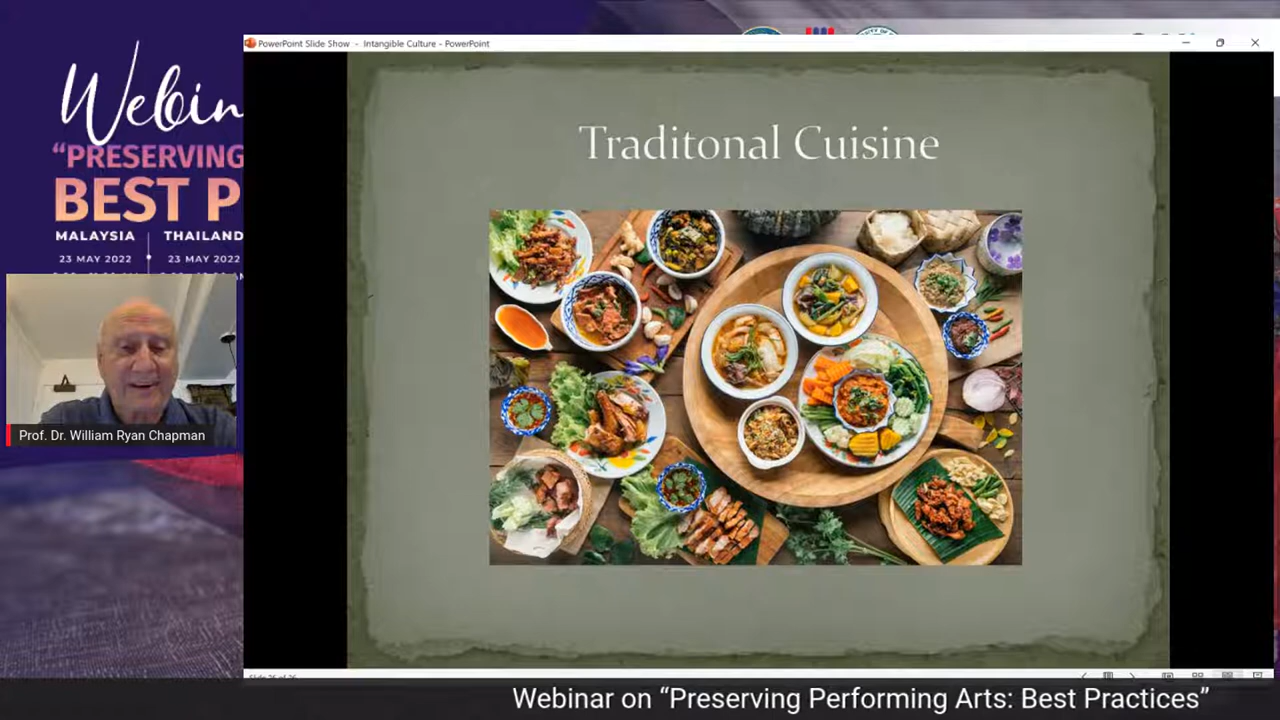 PowerPoint Slide Show - Intangible Culture - PowerPoint
Webin
“PRESERVING
BEST P
MALAYSIA | THAILAND
23 MAY 2022 23 MAY 2022
Traditonal Cuisine
Prof. Dr. William Ryan Chapman
Webinar on “Preserving Performing Arts: Best Practices”